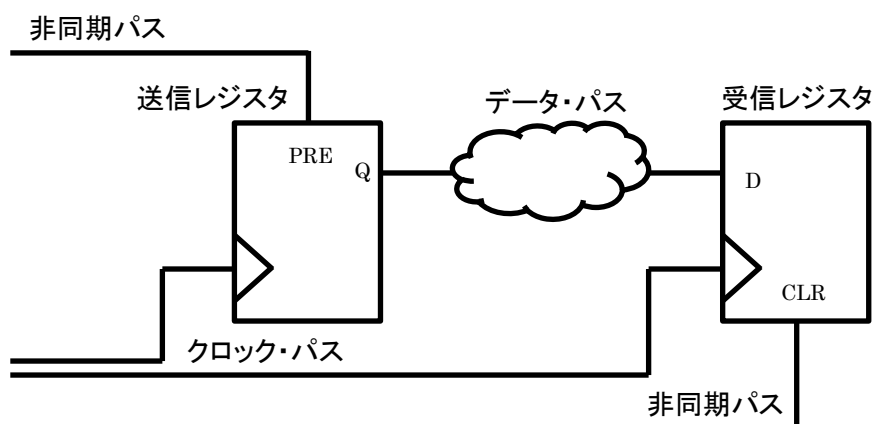 非同期パス
送信レジスタ
データ・パス
受信レジスタ
PRE
Q
D
CLR
クロック・パス
非同期パス